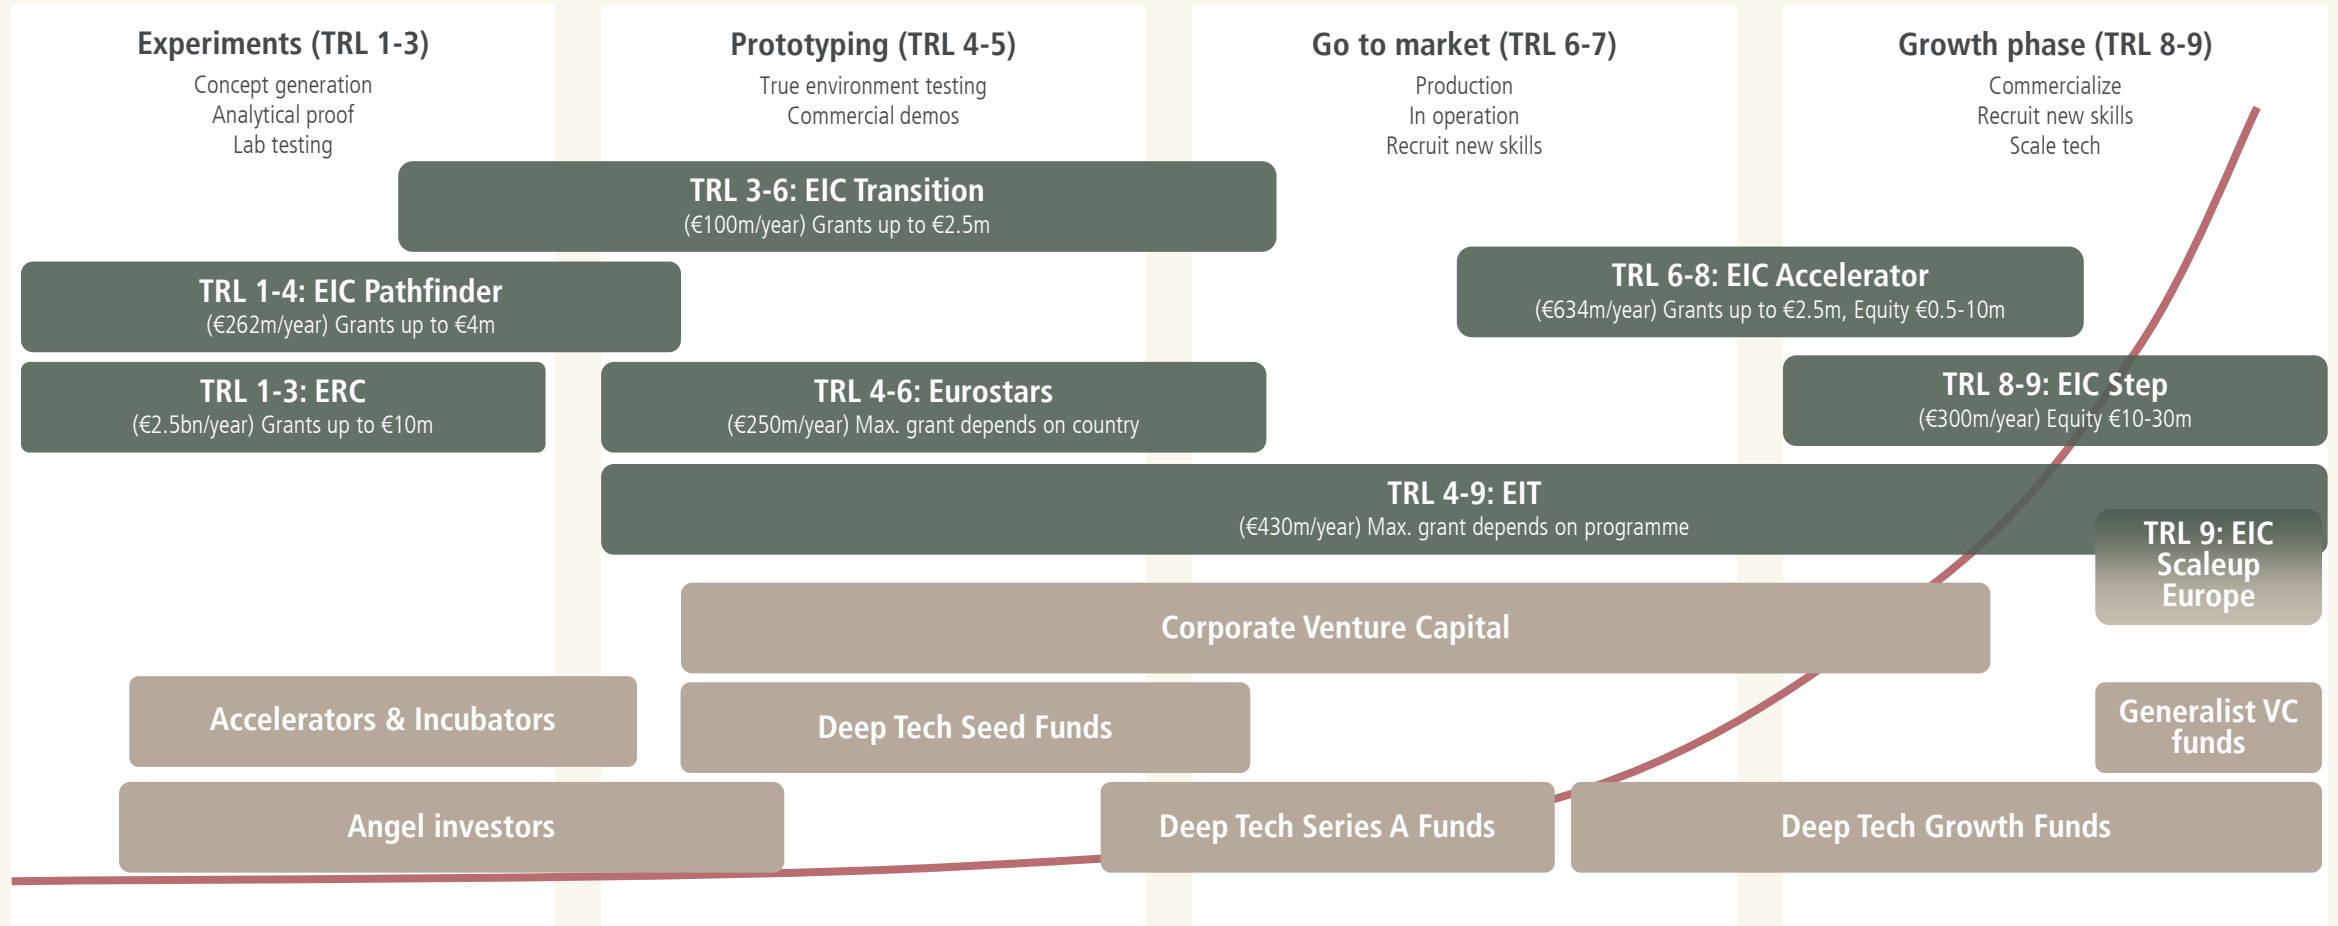 Experiments (TRL 1-3)
Concept generation
Analytical proof
Lab testing
Prototyping (TRL 4-5)
True environment testing
Commercial demos
Go to market (TRL 6-7)
Production
In operation
Recruit new skills
Growth phase (TRL 8-9)
Commercialize
Recruit new skills
Scale tech
TRL 3-6: EIC Transition
(€100m/year) Grants up to €2.5m
TRL 1-4: EIC Pathfinder
(€262m/year) Grants up to €4m
TRL 6-8: EIC Accelerator
(€634m/year) Grants up to €2.5m, Equity €0.5-10m
TRL 1-3: ERC
(€2.5bn/year) Grants up to €10m
TRL 4-6: Eurostars
(€250m/year) Max. grant depends on country
TRL 8-9: EIC Step
(€300m/year) Equity €10-30m
TRL 4-9: EIT
(€430m/year) Max. grant depends on programme
TRL 9: EIC
Scaleup
Europe
Corporate Venture Capital
Accelerators & Incubators
Deep Tech Seed Funds
Generalist VC
funds
Angel investors
Deep Tech Series A Funds
Deep Tech Growth Funds